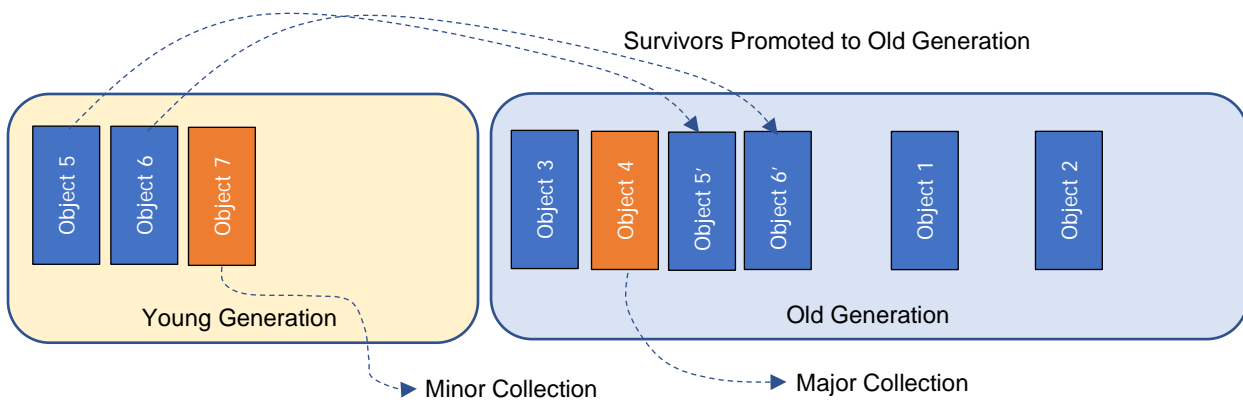 Survivors Promoted to Old Generation
Object 5
Object 6
Object 7
Young Generation
Object 3
Object 4
Object 5′
Object 6′
Object 1
Object 2
Old Generation
Minor Collection
Major Collection